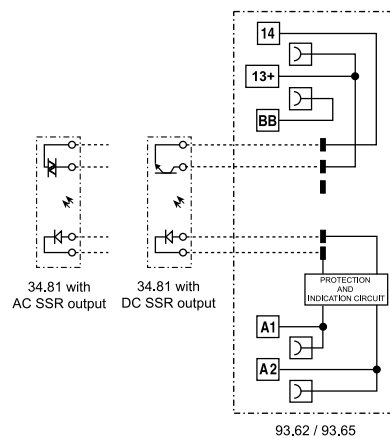 14
13+
BB
PROTECTION
AND
INDICATION CIRCUIT
34.81 with
AC SSR output
34.81 with
DC SSR output
A1
A2
93.62 / 93.65